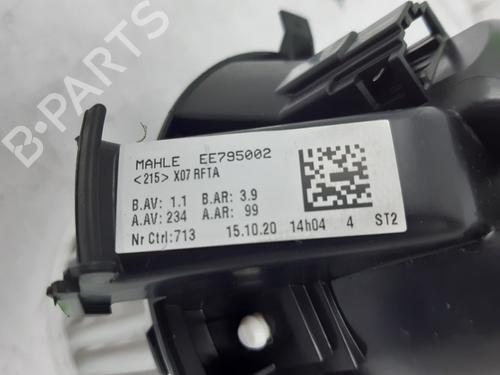 B-PARTS
MAHLE EE795002
<215> X07 RFTA
B.AV: 1.1 B.AR: 3.9
A.AV: 234 A.AR: 99
Nr Ctrl:713 15.10.20 14h04 4 ST2